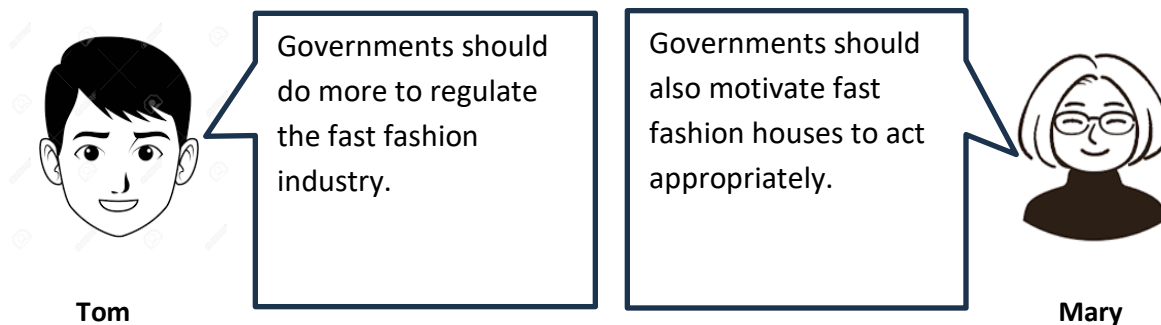 Governments should
do more to regulate
the fast fashion
industry.
Governments should
also motivate fast
fashion houses to act
appropriately.
Tom
Mary